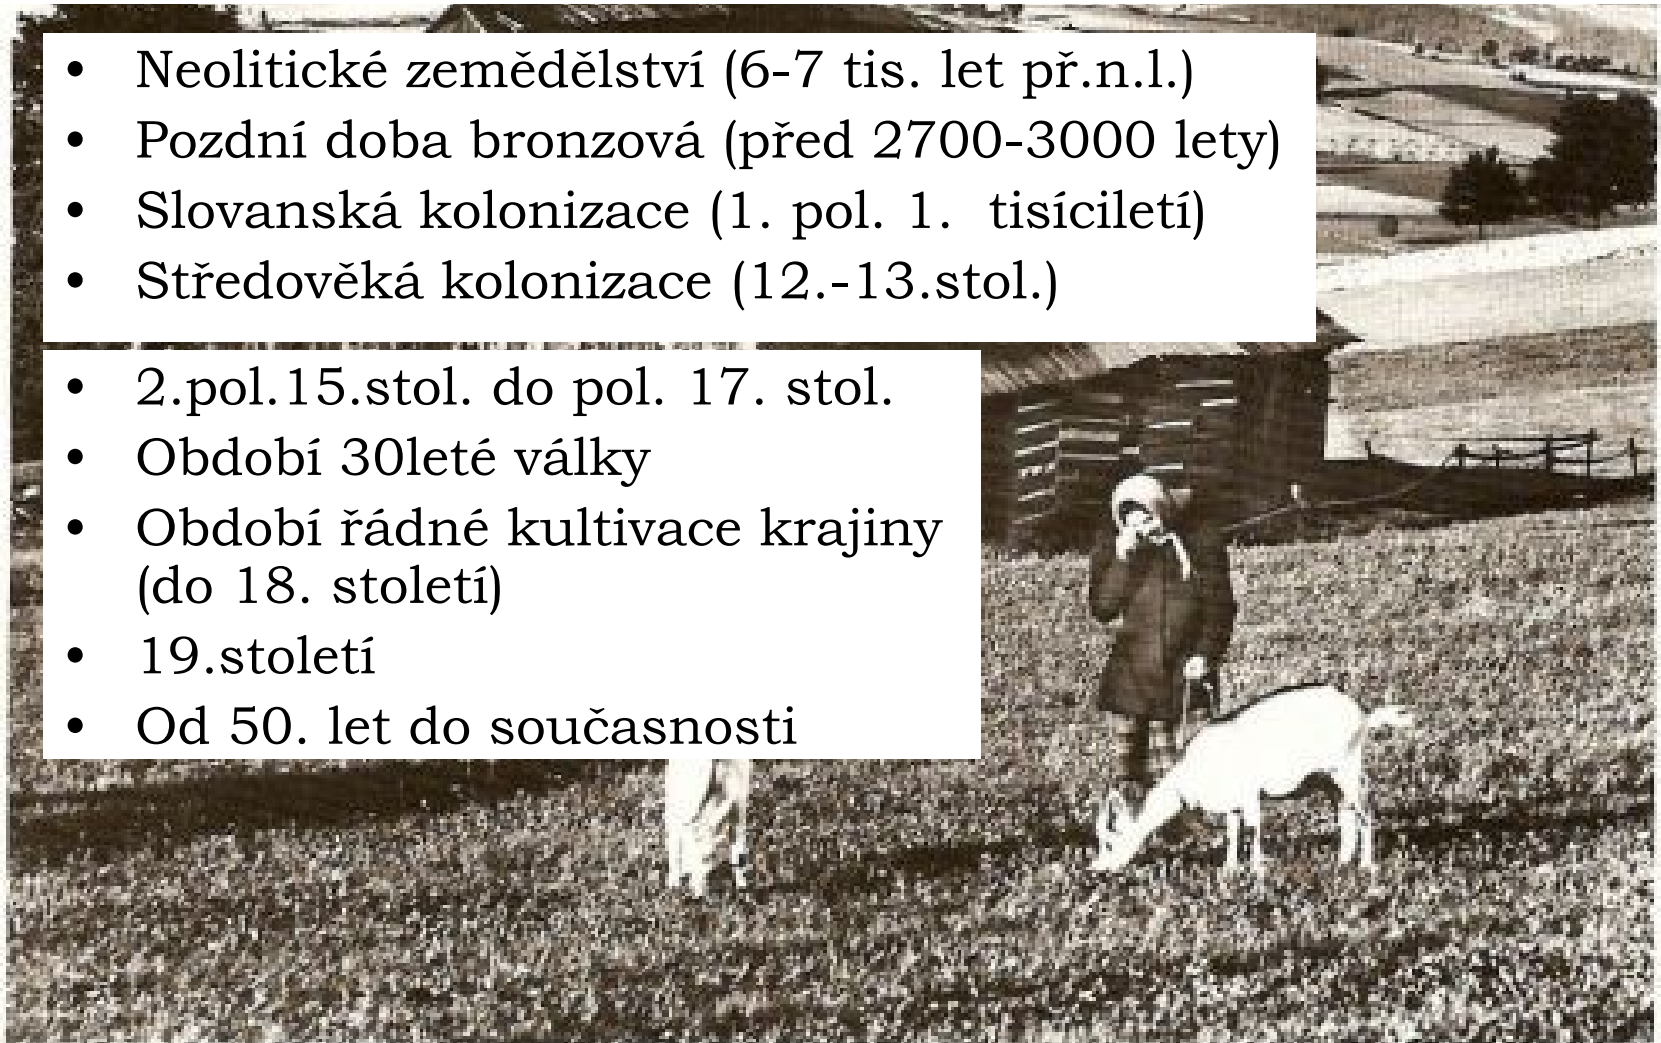 • Neolitické zemědělství (6-7 tis. let př.n.l.)
• Pozdní doba bronzová (před 2700-3000 lety)
• Slovanská kolonizace (1. pol. 1.  tisíciletí)
• Středověká kolonizace (12.-13.stol.)
• 2.pol.15.stol. do pol. 17. stol.
• Období 30leté války
• Období řádné kultivace krajiny
(do 18. století)
• 19.století
• Od 50. let do současnosti